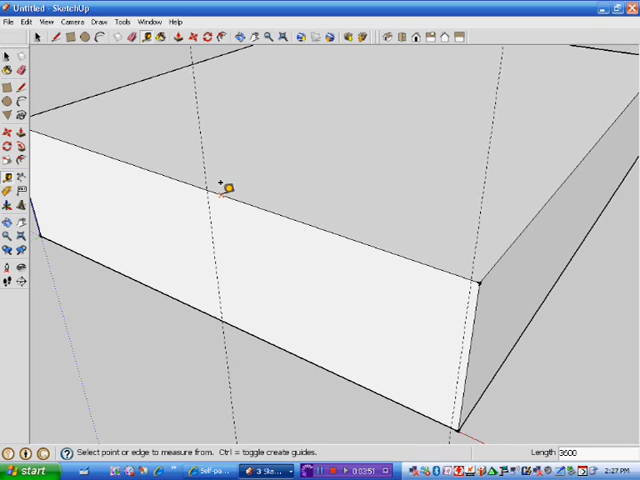 Untitled - SketchUp
File Edit View Camera Draw Tools Window Help
Select point or edge to measure from. Ctrl = toggle create guides.
Length 3600
start
Self-pa...
3 Ska...
0:03:51
2:27 PM